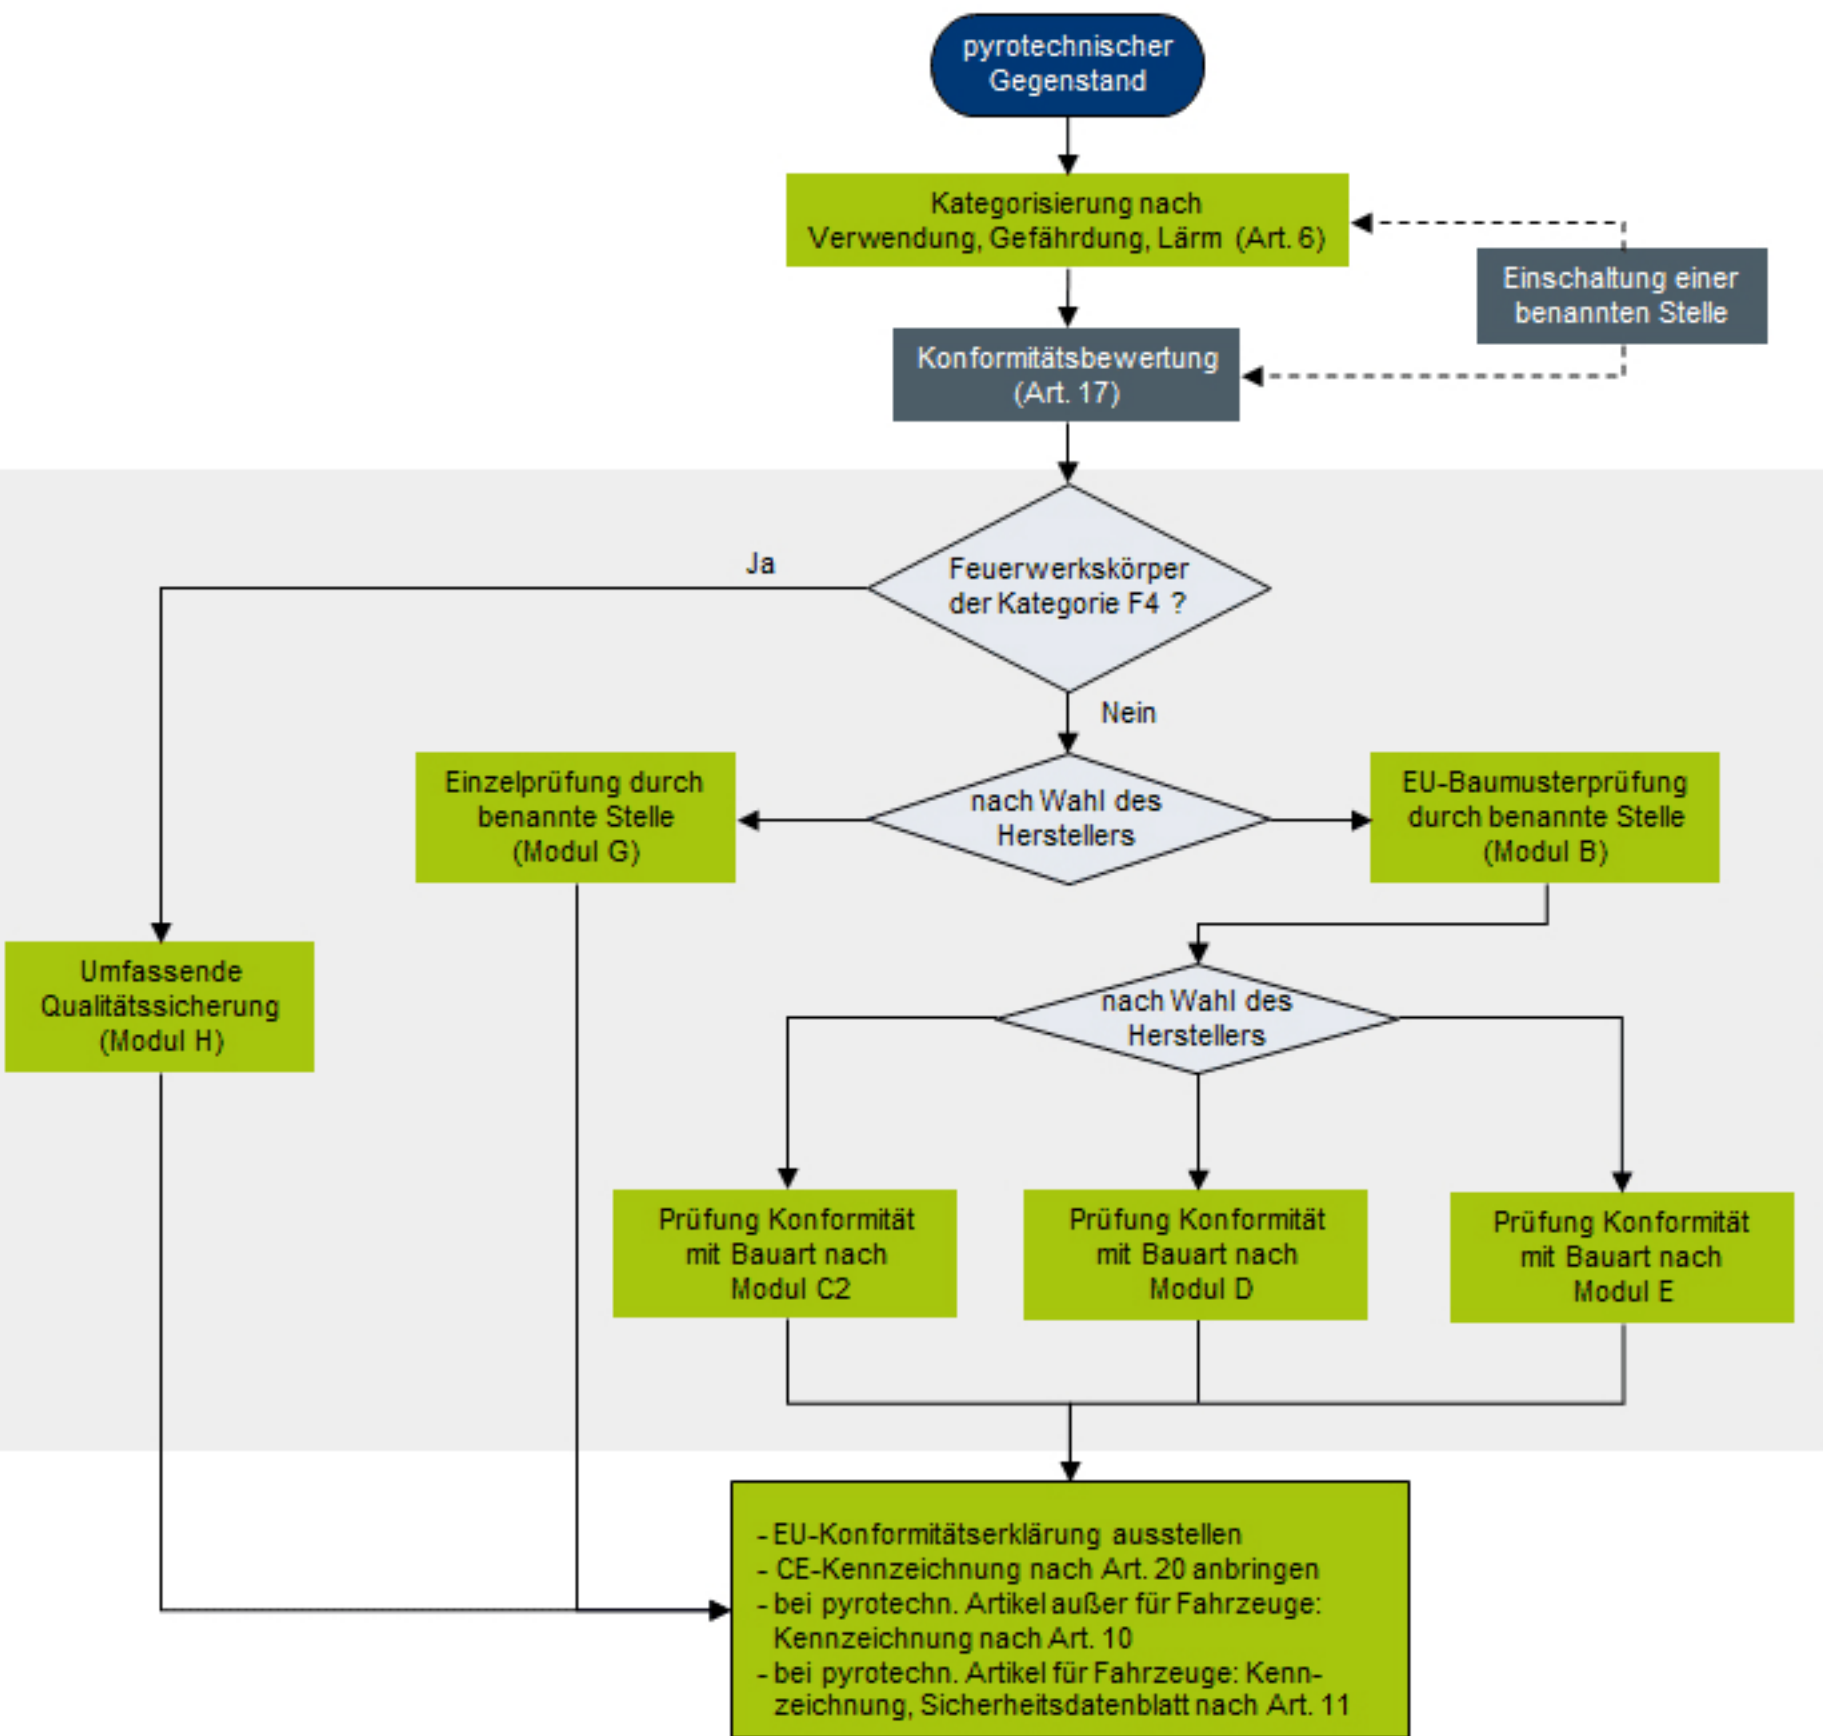 pyrotechnischer
Gegenstand
Kategorisierung nach
Verwendung, Gefährdung, Lärm (Art. 6)
Einschaltung einer
benannten Stelle
Konformitätsbewertung
(Art. 17)
Ja
Feuerwerkskörper
der Kategorie F4 ?
Nein
Einzelprüfung durch
benannte Stelle
(Modul G)
nach Wahl des
Herstellers
EU-Baumusterprüfung
durch benannte Stelle
(Modul B)
Umfassende
Qualitätssicherung
(Modul H)
nach Wahl des
Herstellers
Prüfung Konformität
mit Bauart nach
Modul C2
Prüfung Konformität
mit Bauart nach
Modul D
Prüfung Konformität
mit Bauart nach
Modul E
- EU-Konformitätserklärung ausstellen
- CE-Kennzeichnung nach Art. 20 anbringen
- bei pyrotechn. Artikel außer für Fahrzeuge:
Kennzeichnung nach Art. 10
- bei pyrotechn. Artikel für Fahrzeuge: Kenn-
zeichnung, Sicherheitsdatenblatt nach Art. 11